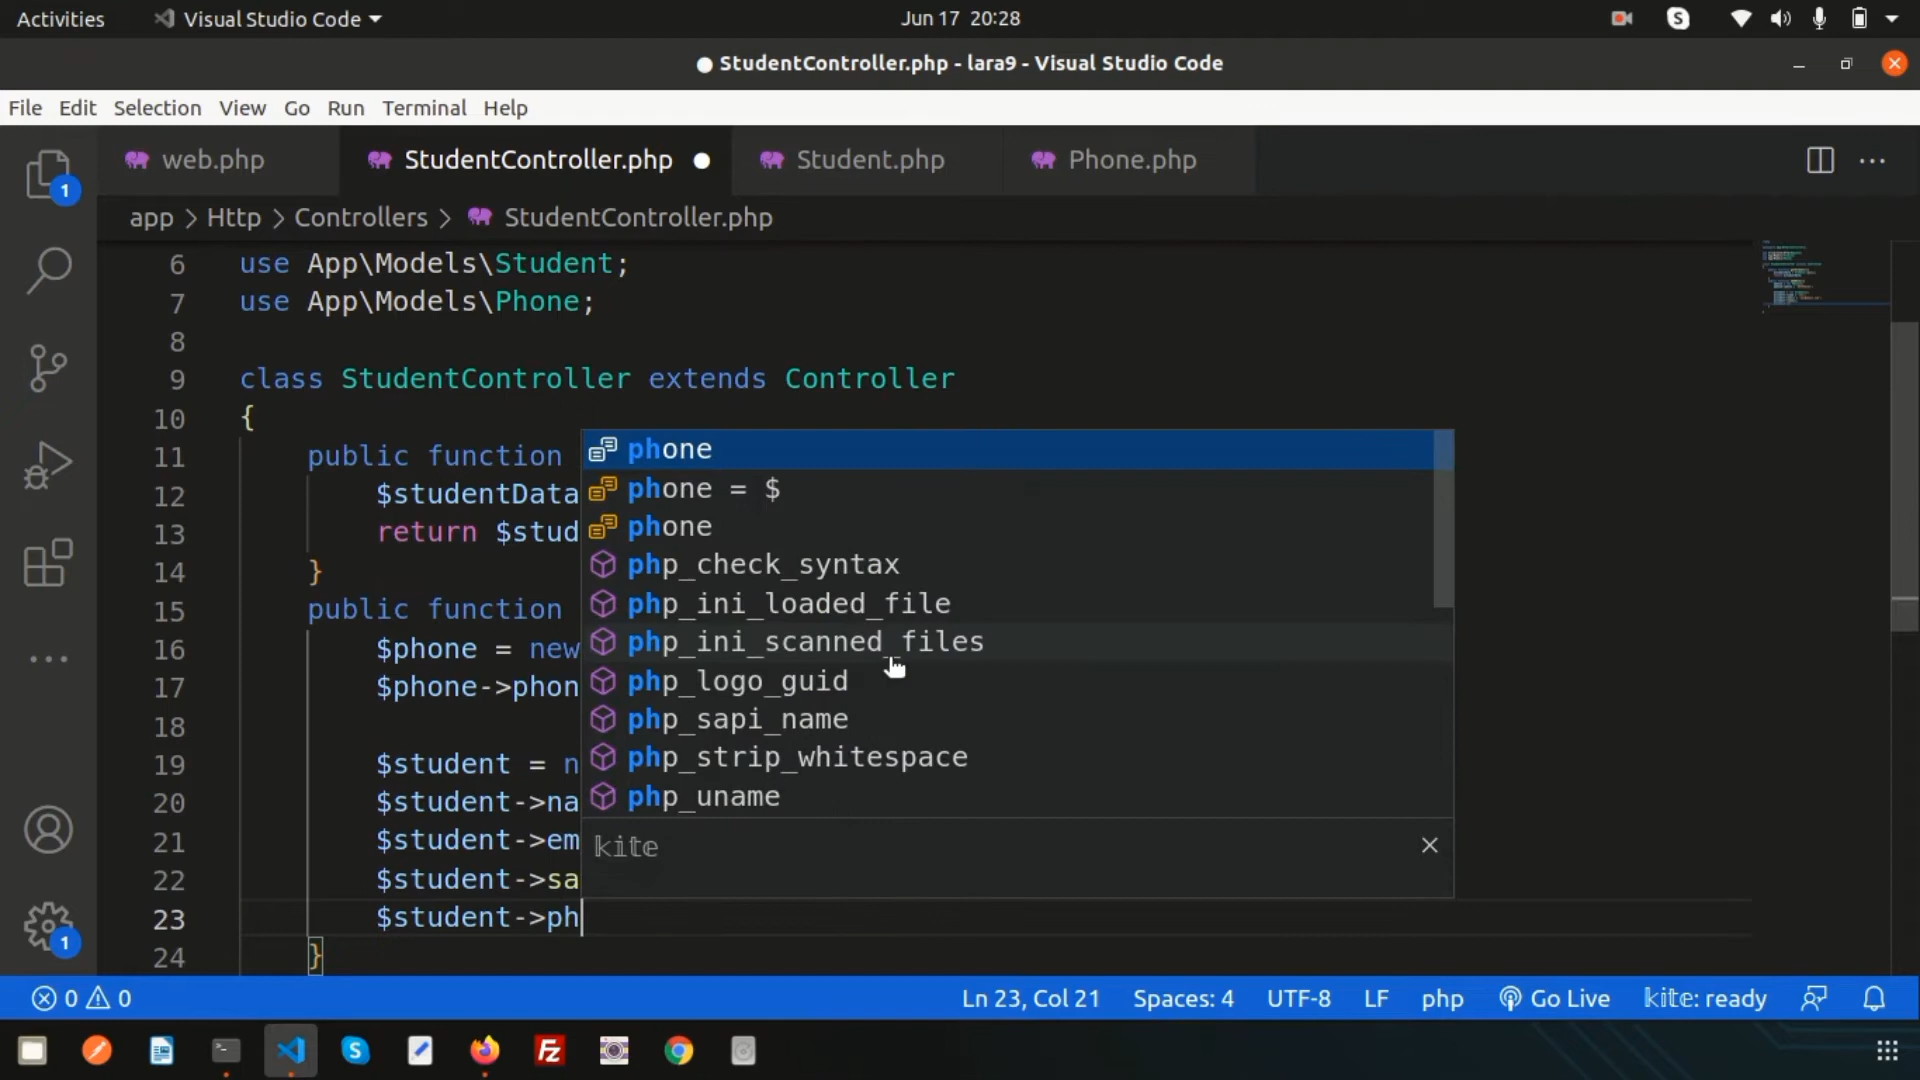 Activities
Visual Studio Code
Jun 17 20:28
StudentController.php - lara9 - Visual Studio Code
File Edit Selection View Go Run Terminal Help
web.php
StudentController.php
Student.php
Phone.php
app > Http > Controllers > StudentController.php
6 use App\Models\Student;
7 use App\Models\Phone;
8
9 class StudentController extends Controller
10 {
11 public function
12 $studentData
13 return $stud
14 }
15 public function
16 $phone = new
17 $phone->phon
18
19 $student = n
20 $student->na
21 $student->em
22 $student->sa
23 $student->ph
24 }
phone
phone = $
phone
php_check_syntax
php_ini_loaded_file
php_ini_scanned_files
php_logo_guid
php_sapi_name
php_strip_whitespace
php_uname
kite
1
1
0 0
Ln 23, Col 21
Spaces: 4
UTF-8
LF
php
Go Live
kite: ready